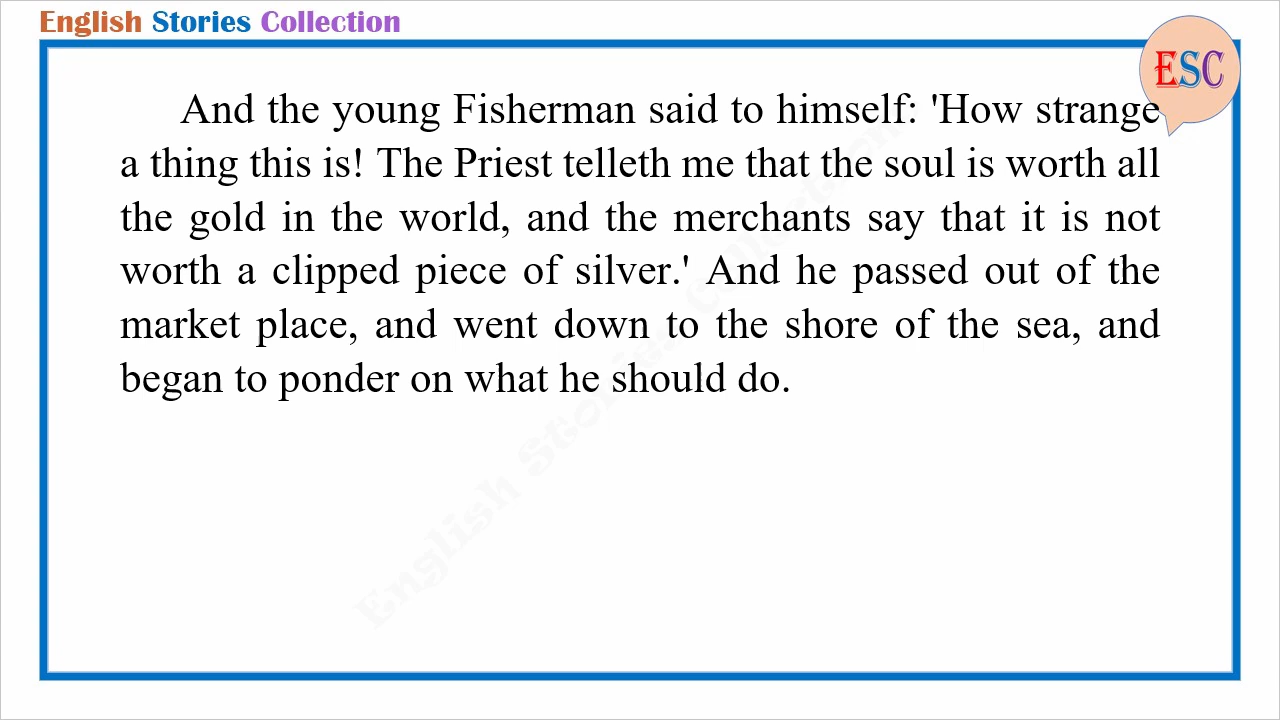 English Stories Collection
ESC
And the young Fisherman said to himself: 'How strange
a thing this is! The Priest telleth me that the soul is worth all
the gold in the world, and the merchants say that it is not
worth a clipped piece of silver.' And he passed out of the
market place, and went down to the shore of the sea, and
began to ponder on what he should do.
English Stories Collection